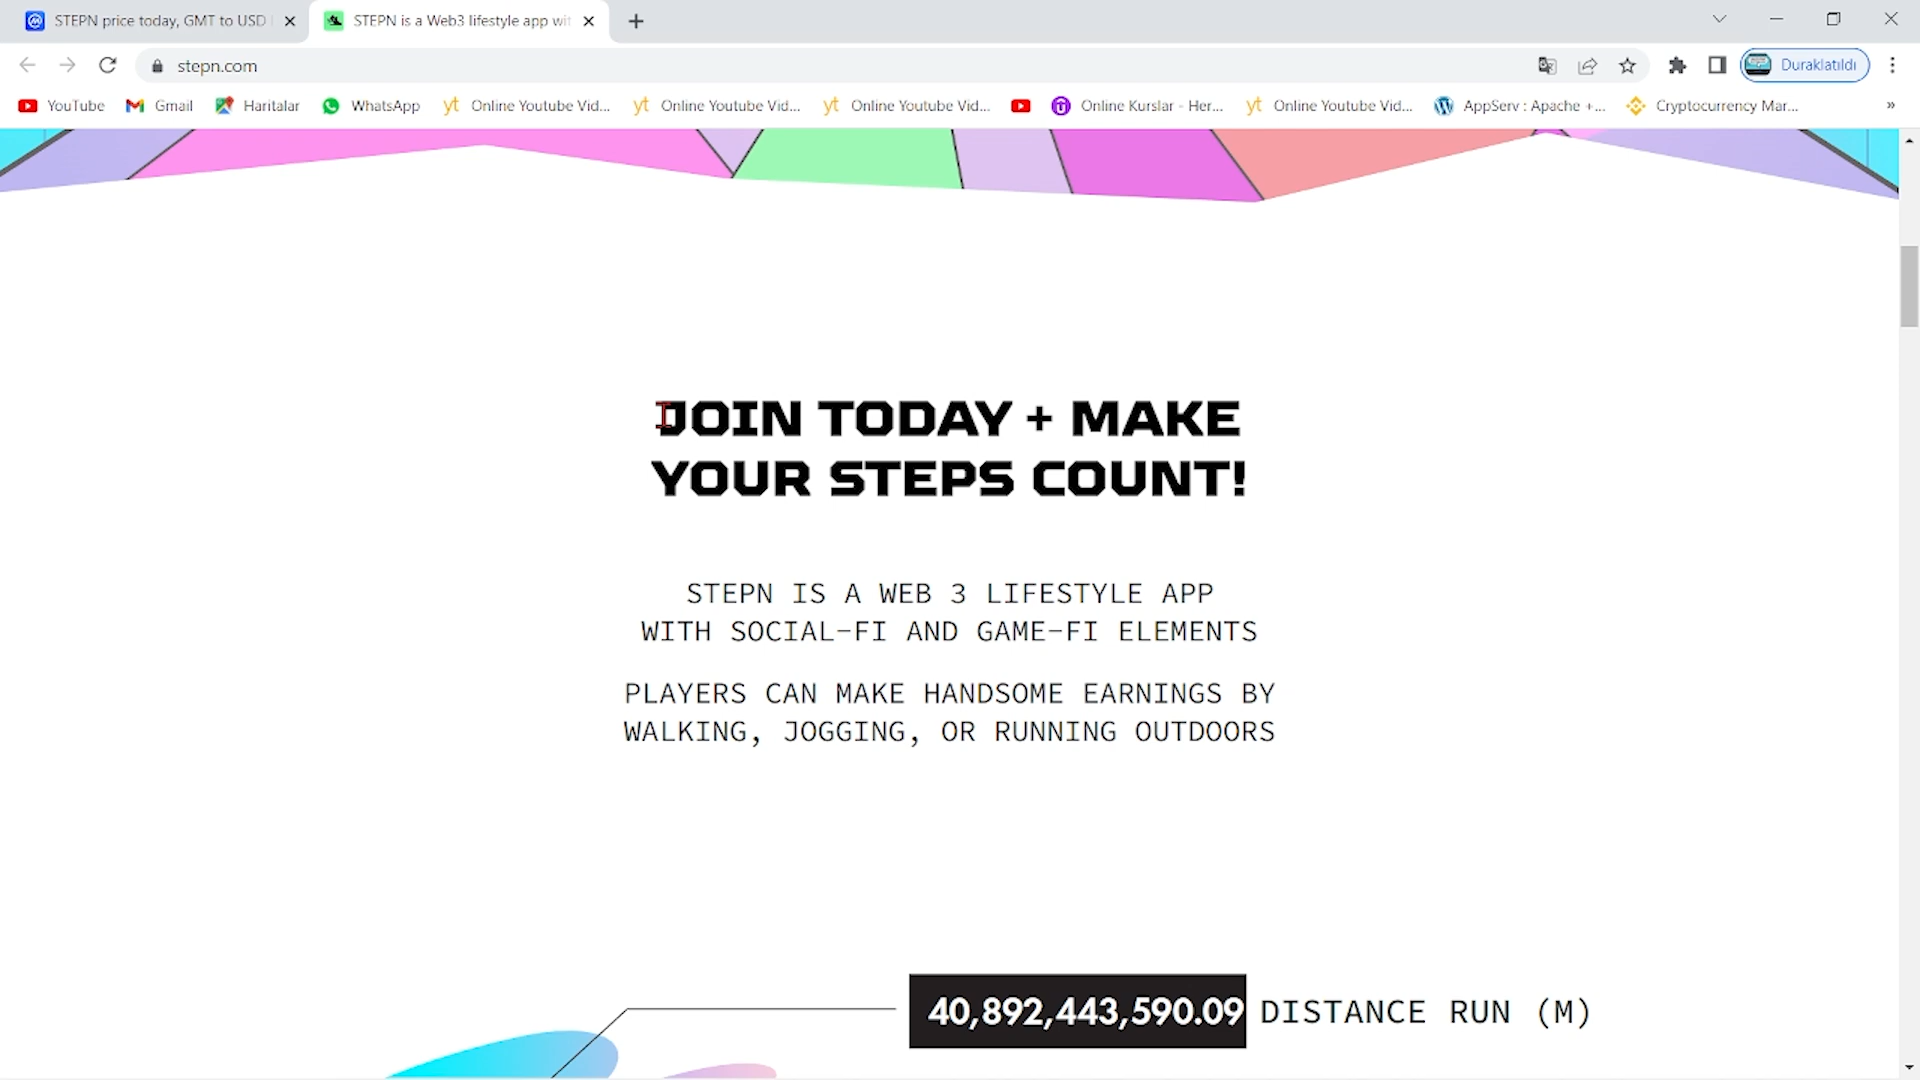 STEPN price today, GMT to USD
STEPN is a Web3 lifestyle app wit
stepn.com
Duraklatıldı
YouTube
Gmail
Haritalar
WhatsApp
Online Youtube Vid...
Online Youtube Vid...
Online Youtube Vid...
Online Kurslar - Her...
Online Youtube Vid...
AppServ : Apache +...
Cryptocurrency Mar...
»
JOIN TODAY + MAKE
YOUR STEPS COUNT!
STEPN IS A WEB 3 LIFESTYLE APP
WITH SOCIAL-FI AND GAME-FI ELEMENTS
PLAYERS CAN MAKE HANDSOME EARNINGS BY
WALKING, JOGGING, OR RUNNING OUTDOORS
40,892,443,590.09 DISTANCE RUN (M)